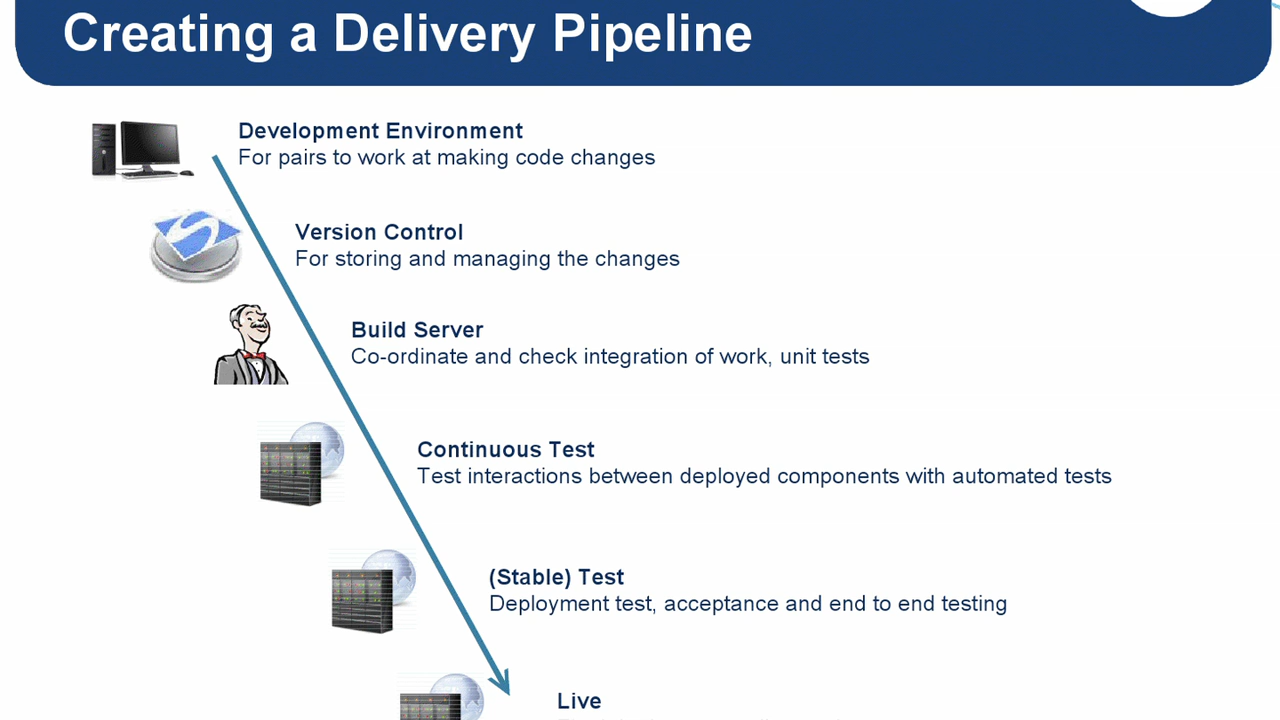 Creating a Delivery Pipeline
Development Environment
For pairs to work at making code changes
Version Control
For storing and managing the changes
Build Server
Co-ordinate and check integration of work, unit tests
Continuous Test
Test interactions between deployed components with automated tests
(Stable) Test
Deployment test, acceptance and end to end testing
Live